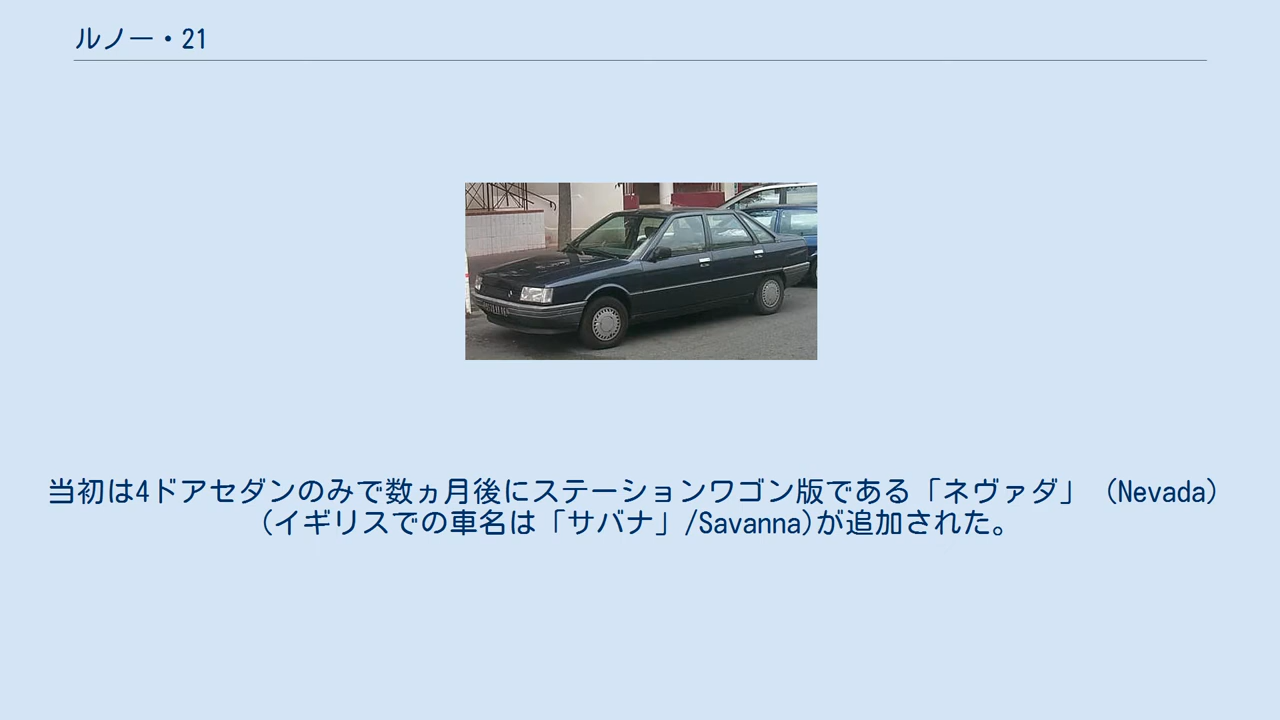 ルノー・21
当初は4ドアセダンのみで数ヵ月後にステーションワゴン版である「ネヴァダ」 (Nevada)
(イギリスでの車名は「サバナ」/Savanna)が追加された。